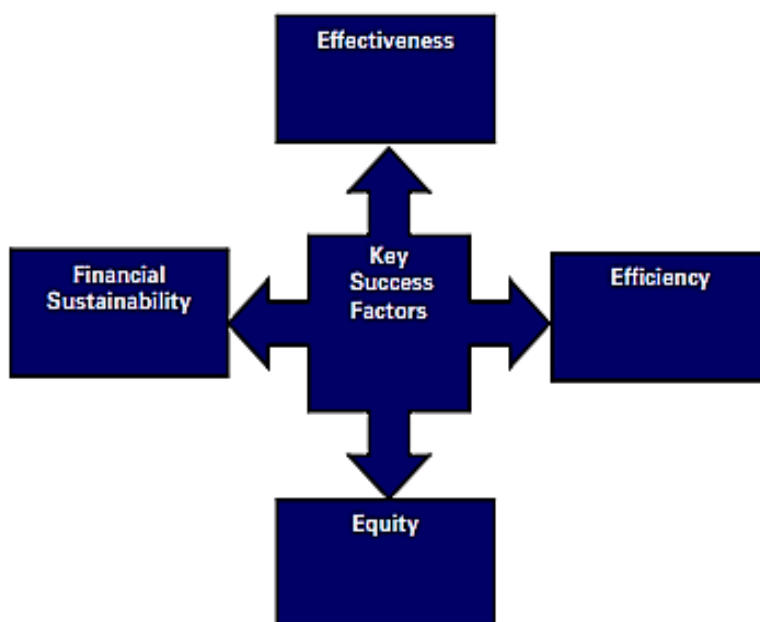 Effectiveness
Financial
Sustainability
Key
Success
Factors
Efficiency
Equity